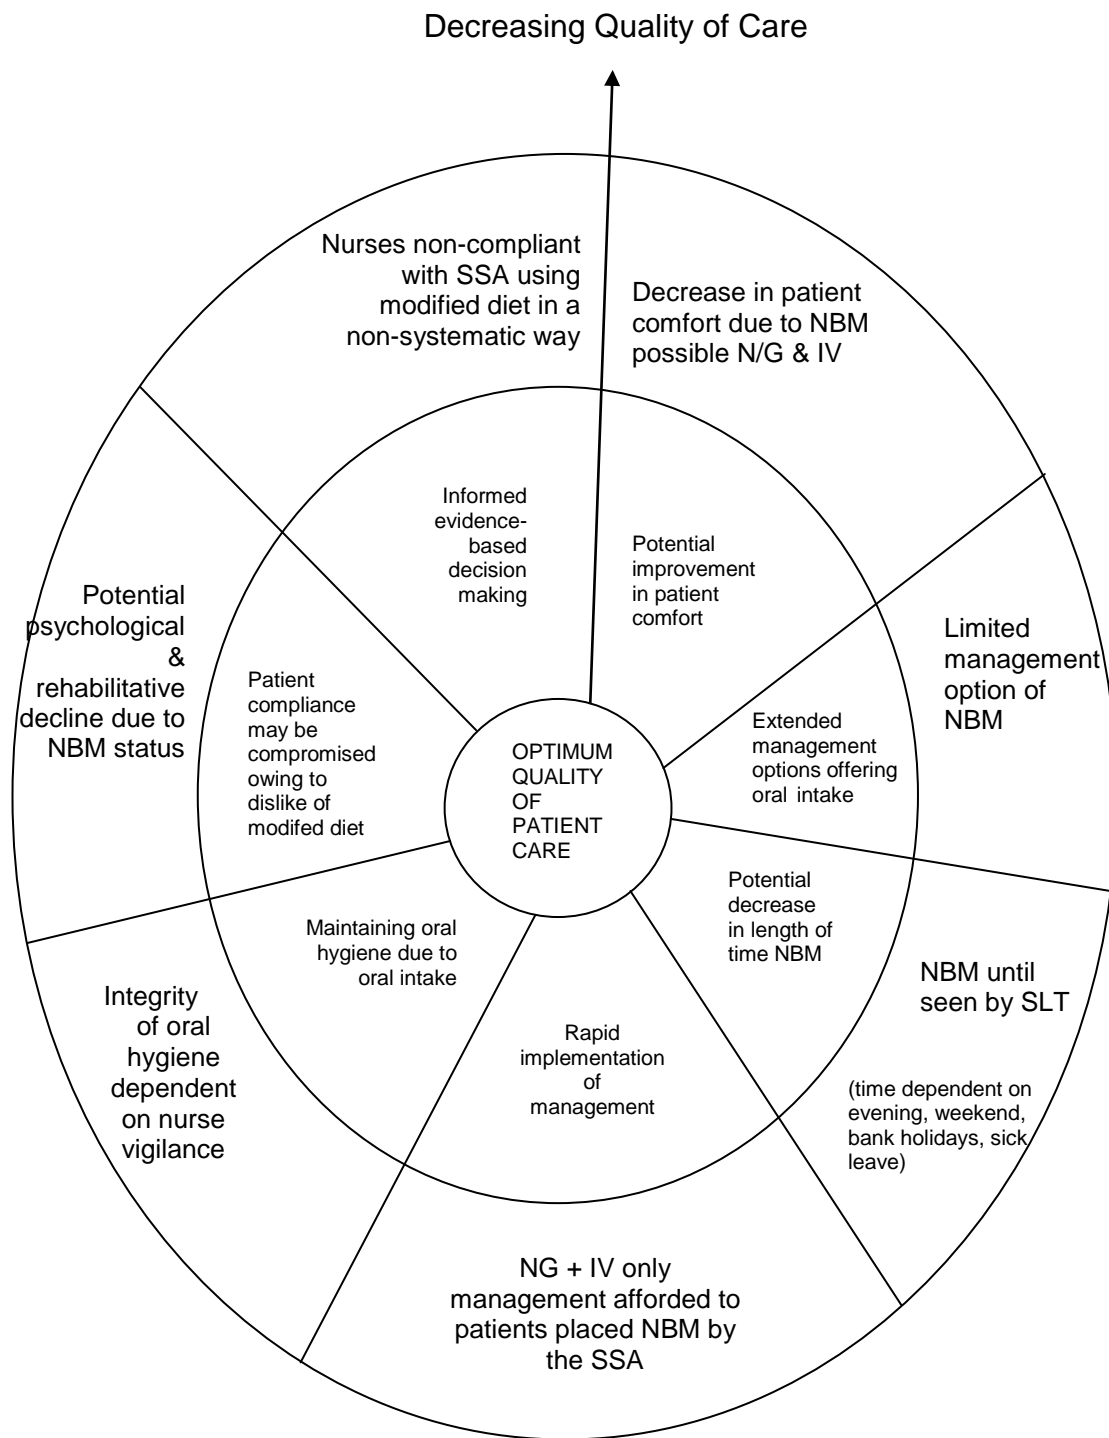 Decreasing Quality of Care
Nurses non-compliant
with SSA using
modified diet in a
non-systematic way
Decrease in patient
comfort due to NBM
possible N/G & IV
Informed
evidence-
based
decision
making
Potential
improvement
in patient
comfort
Potential
psychological
&
rehabilitative
decline due to
NBM status
Patient
compliance
may be
compromised
owing to
dislike of
modifed diet
OPTIMUM
QUALITY
OF
PATIENT
CARE
Extended
management
options offering
oral intake
Limited
management
option of
NBM
Maintaining oral
hygiene due to
oral intake
Potential
decrease
in length of
time NBM
Integrity
of oral
hygiene
dependent
on nurse
vigilance
Rapid
implementation
of
management
NBM until
seen by SLT
(time dependent on
evening, weekend,
bank holidays, sick
leave)
NG + IV only
management afforded to
patients placed NBM by
the SSA